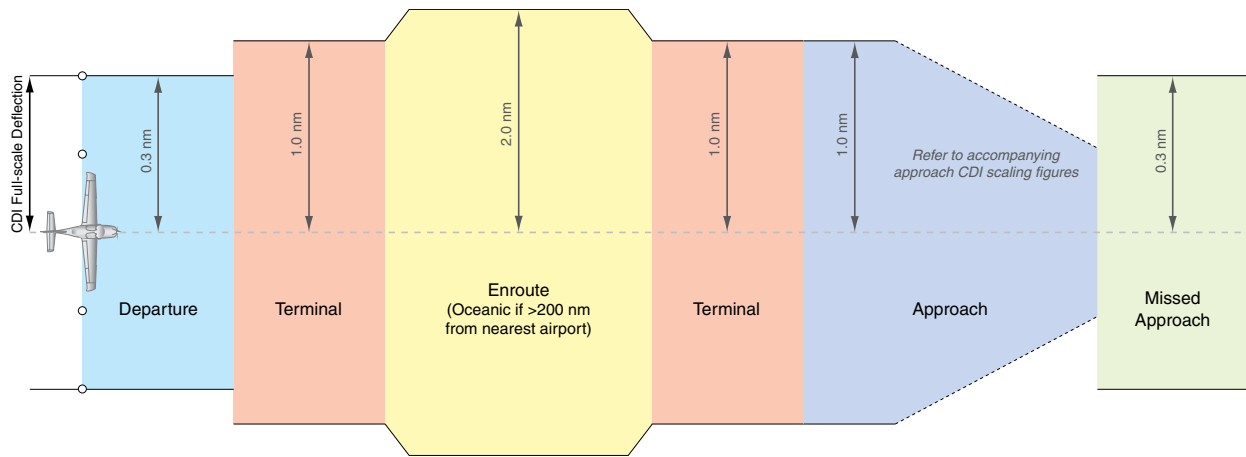 CDI Full-scale Deflection
0.3 nm
1.0 nm
2.0 nm
1.0 nm
1.0 nm
Refer to accompanying
approach CDI scaling figures
0.3 nm
Departure
Terminal
Enroute
(Oceanic if >200 nm
from nearest airport)
Terminal
Approach
Missed
Approach